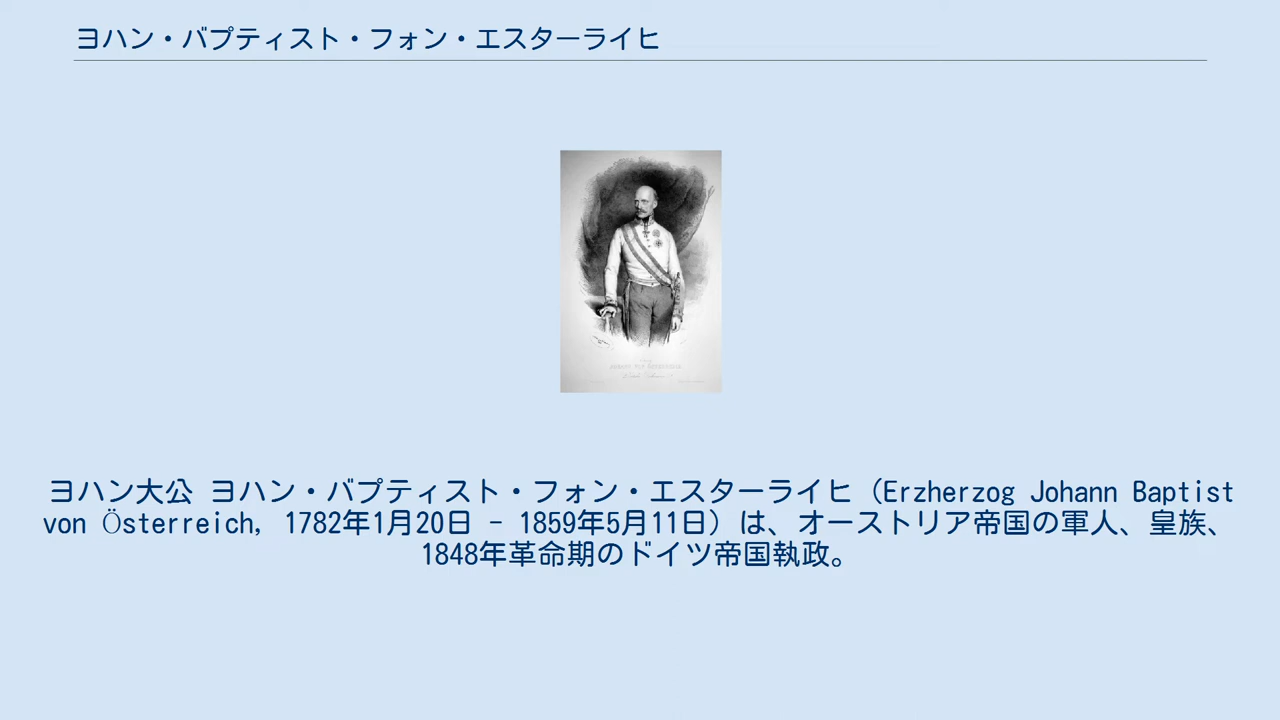 ヨハン・バプティスト・フォン・エスターライヒ
ヨハン大公 ヨハン・バプティスト・フォン・エスターライヒ（Erzherzog Johann Baptist
von Österreich, 1782年1月20日 - 1859年5月11日）は、オーストリア帝国の軍人、皇族、
1848年革命期のドイツ帝国執政。